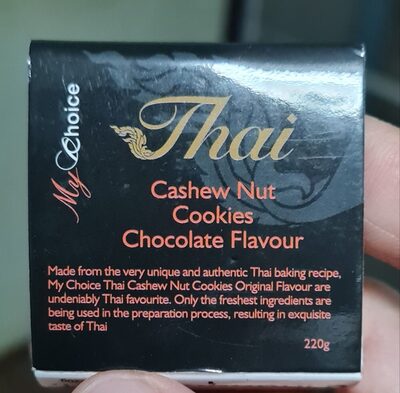 My Choice
Thai
Cashew Nut
Cookies
Chocolate Flavour
Made from the very unique and authentic Thai baking recipe,
My Choice Thai Cashew Nut Cookies Original Flavour are
undeniably Thai favourite. Only the freshest ingredients are
being used in the preparation process, resulting in exquisite
taste of Thai
220g